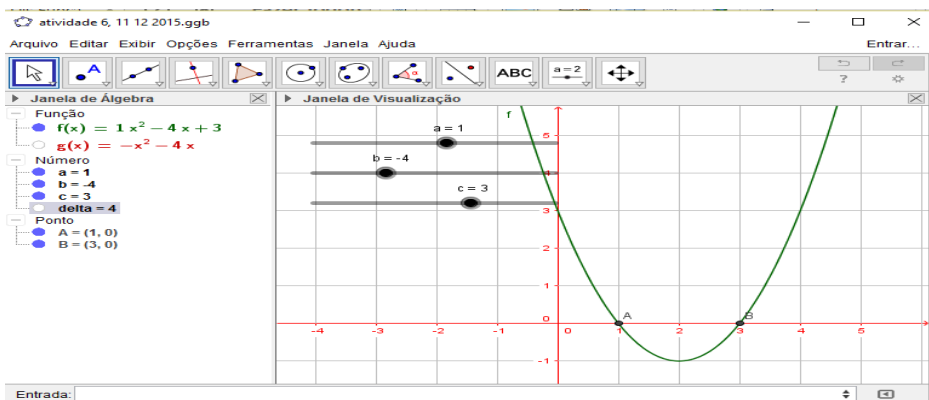 atividade 6, 11 12 2015.ggb
Arquivo Editar Exibir Opções Ferramentas Janela Ajuda Entrar...
A ABC a = 2 ?
Janela de Álgebra
Função
f(x) = 1 x² − 4 x + 3
g(x) = −x² − 4 x
Número
a = 1
b = -4
c = 3
delta = 4
Ponto
A = (1, 0)
B = (3, 0)
Janela de Visualização
f
a = 1
b = -4
c = 3
5
4
3
2
1
0
-1
-4 -3 -2 -1 0 1 2 3 4 5
A B
Entrada: